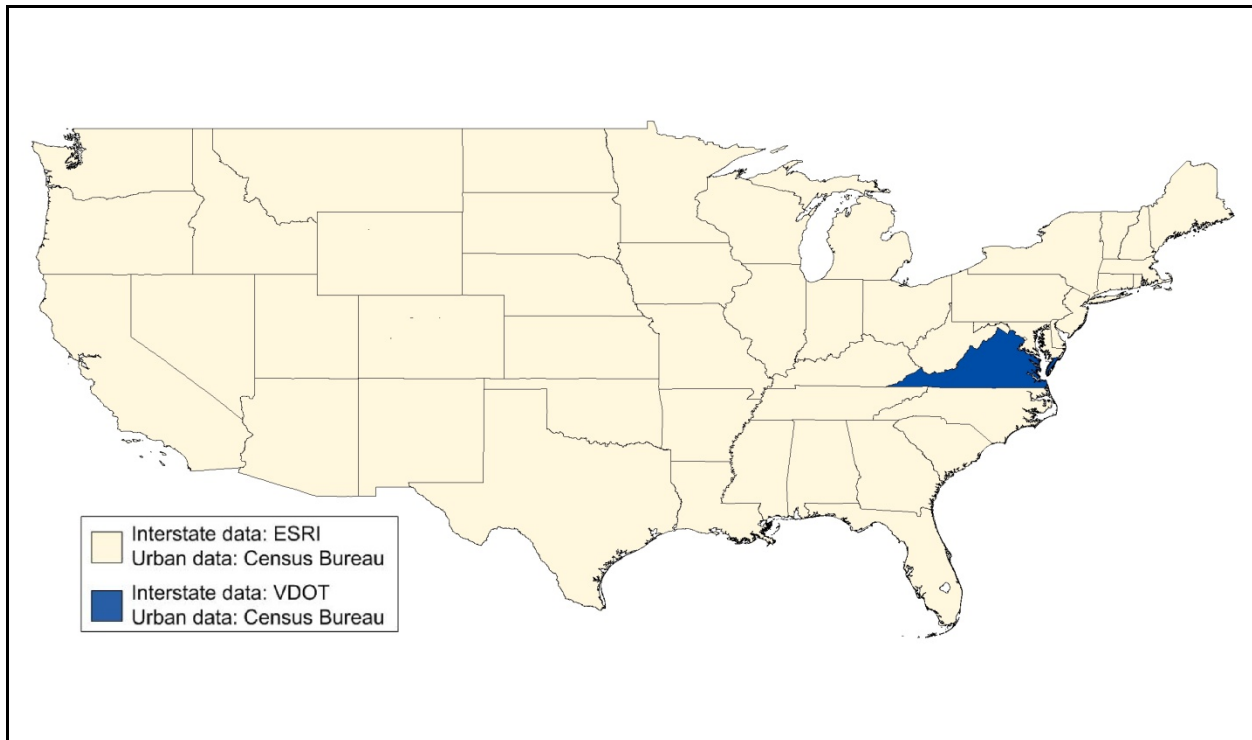 Interstate data: ESRI
Urban data: Census Bureau
Interstate data: VDOT
Urban data: Census Bureau